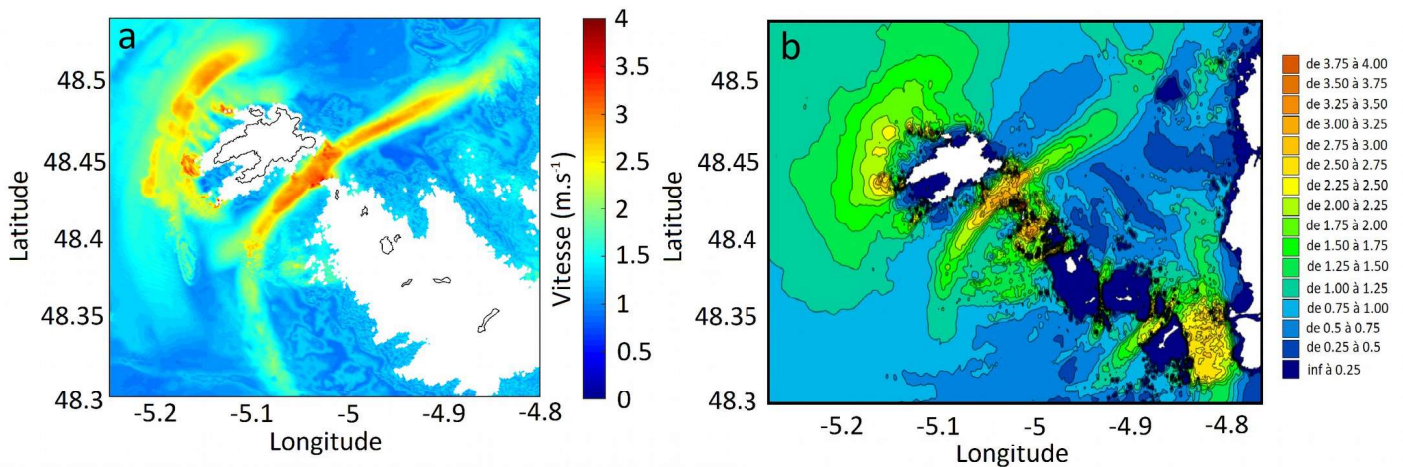 a
Latitude
48.5
48.45
48.4
48.35
48.3
-5.2
-5.1
-5
-4.9
-4.8
Longitude
4
3.5
3
2.5
2
1.5
1
0.5
0
Vitesse (m.s⁻¹)
b
Latitude
48.5
48.45
48.4
48.35
48.3
-5.2
-5.1
-5
-4.9
-4.8
Longitude
de 3.75 à 4.00
de 3.50 à 3.75
de 3.25 à 3.50
de 3.00 à 3.25
de 2.75 à 3.00
de 2.50 à 2.75
de 2.25 à 2.50
de 2.00 à 2.25
de 1.75 à 2.00
de 1.50 à 1.75
de 1.25 à 1.50
de 1.00 à 1.25
de 0.75 à 1.00
de 0.5 à 0.75
de 0.25 à 0.5
inf à 0.25